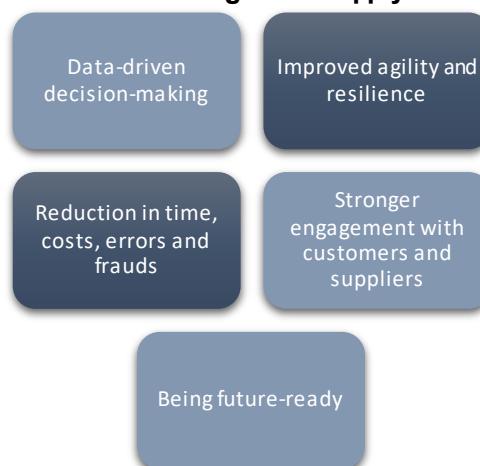 Data-driven
decision-making
Improved agility and
resilience
Reduction in time,
costs, errors and
frauds
Stronger
engagement with
customers and
suppliers
Being future-ready